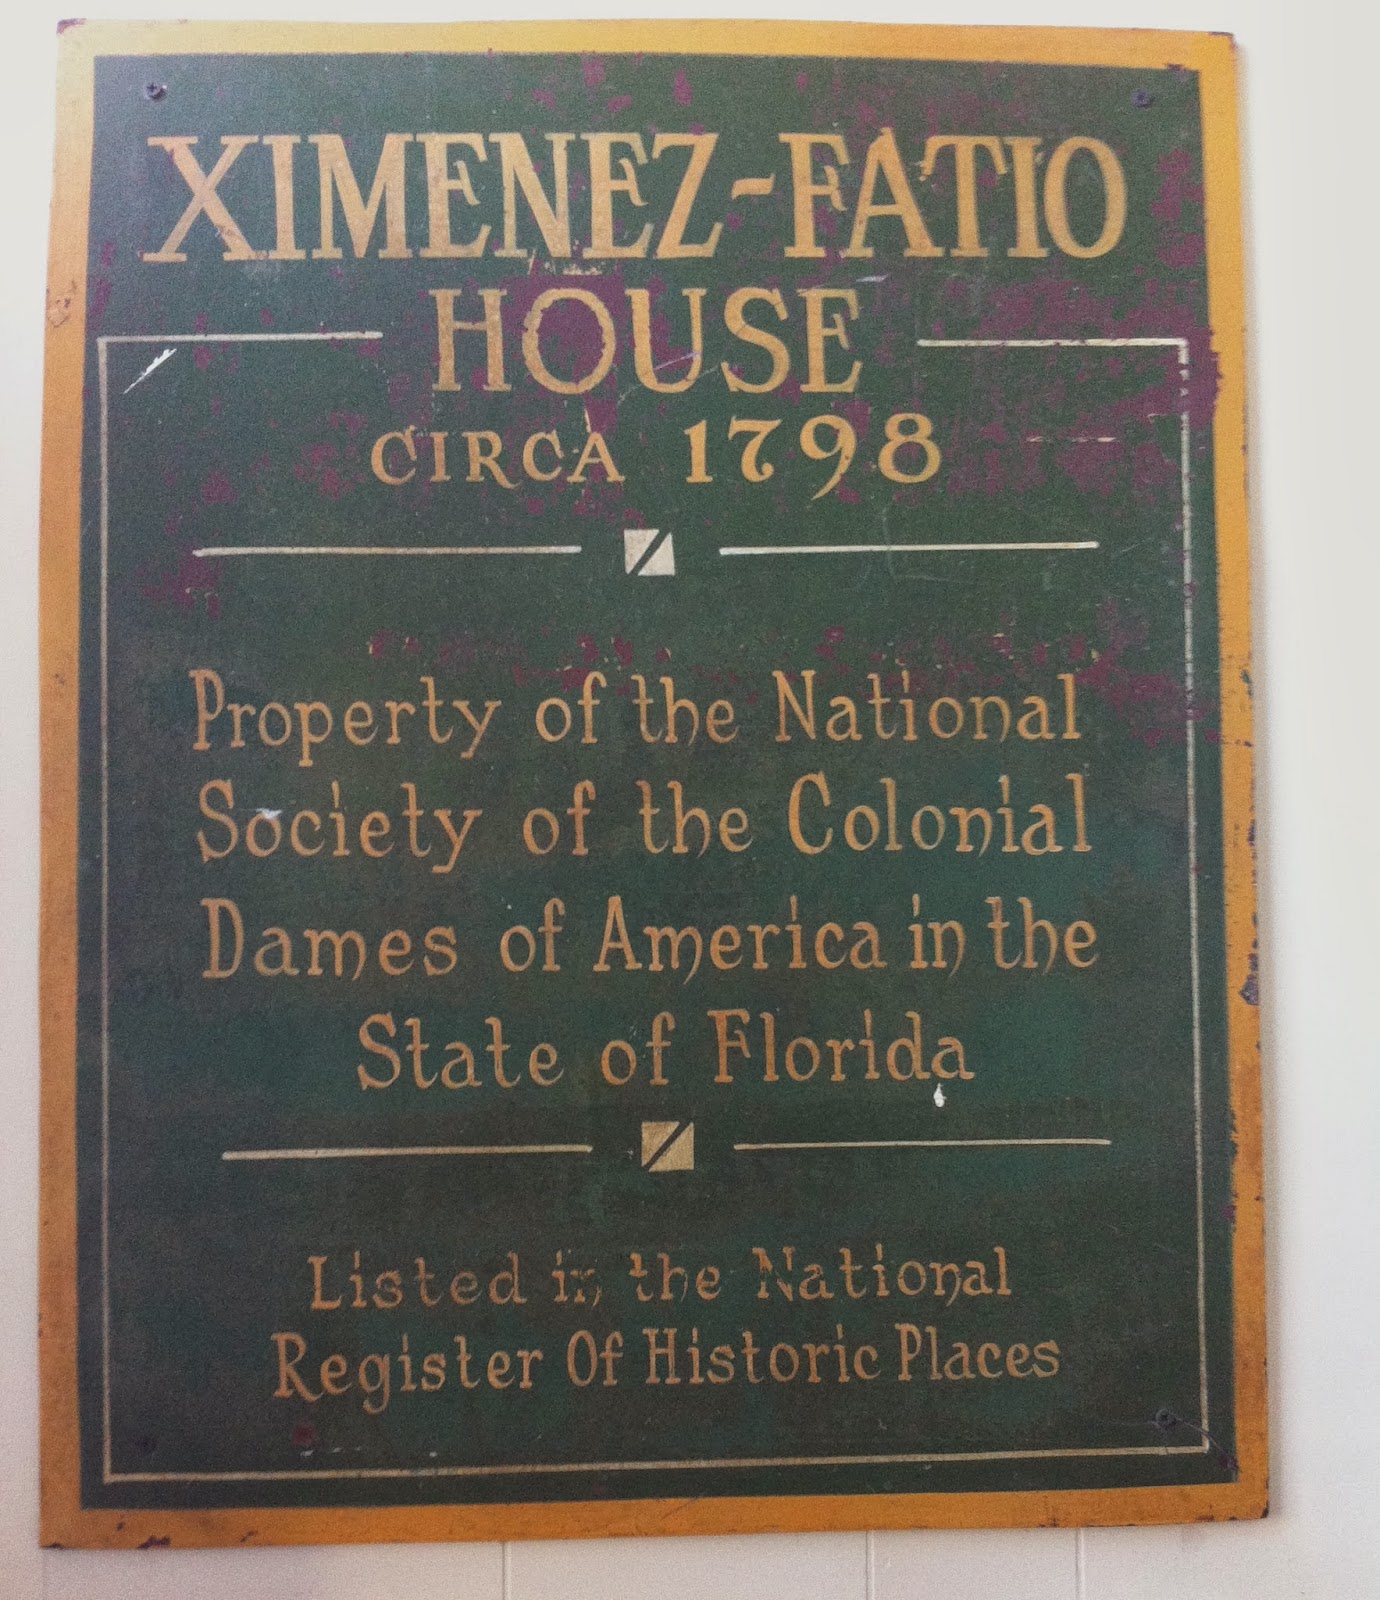 XIMENEZ-FATIO
HOUSE
CIRCA 1798
Property of the National
Society of the Colonial
Dames of America in the
State of Florida
Listed in the National
Register Of Historic Places